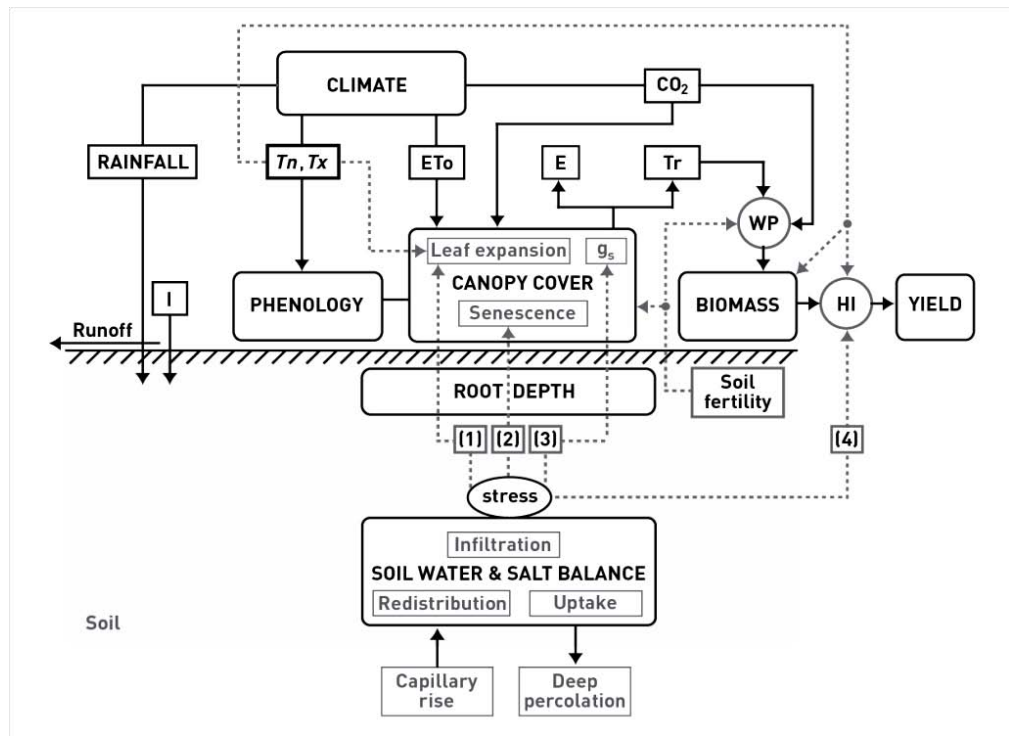 CLIMATE
CO₂
RAINFALL
Tn, Tx
ETo
E
Tr
WP
Leaf expansion
gₛ
CANOPY COVER
Senescence
PHENOLOGY
I
BIOMASS
HI
YIELD
Runoff
ROOT DEPTH
Soil
fertility
(1)
(2)
(3)
(4)
stress
Infiltration
SOIL WATER & SALT BALANCE
Redistribution
Uptake
Soil
Capillary
rise
Deep
percolation